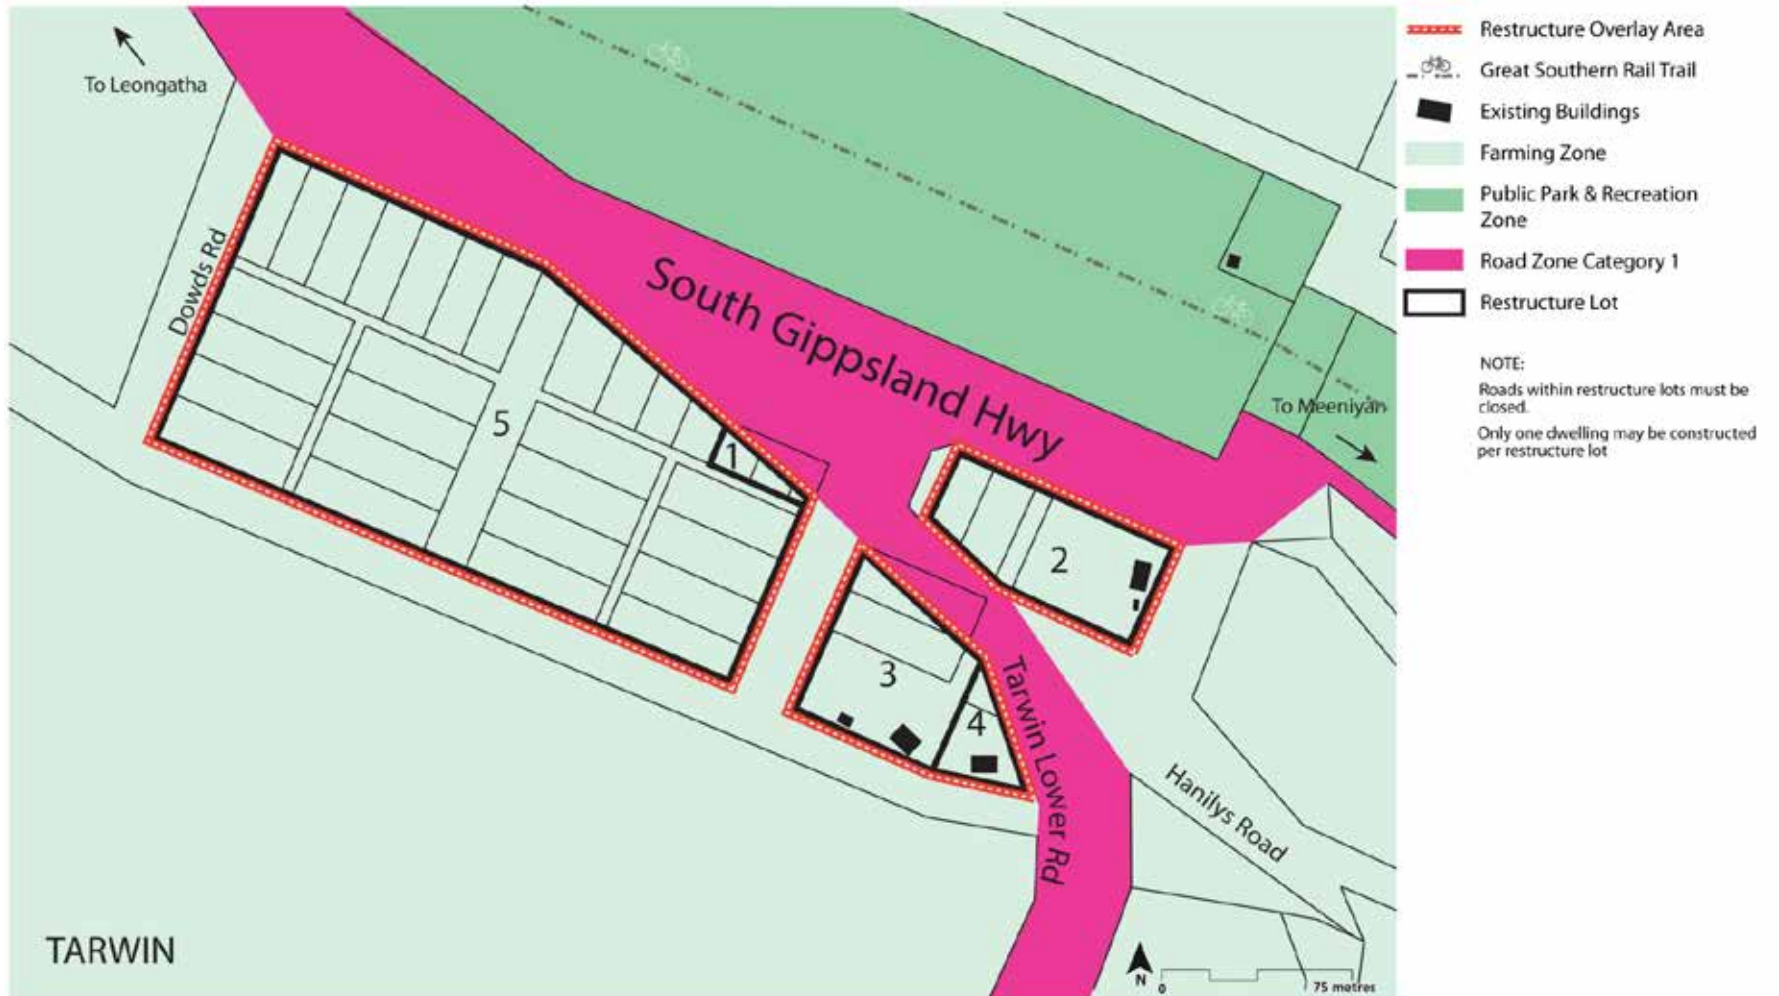 To Leongatha
Dowds Rd
South Gippsland Hwy
To Meeniyan
1
2
3
4
5
Tarwin Lower Rd
Hanilys Road
TARWIN
N
0
75 metres
Restructure Overlay Area
Great Southern Rail Trail
Existing Buildings
Farming Zone
Public Park & Recreation
Zone
Road Zone Category 1
Restructure Lot
NOTE:
Roads within restructure lots must be
closed.
Only one dwelling may be constructed
per restructure lot